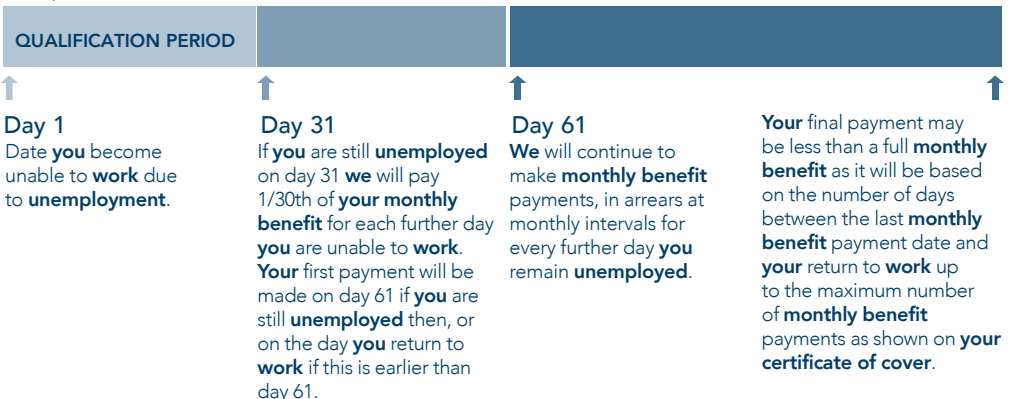 QUALIFICATION PERIOD
Day 1
Date you become
unable to work due
to unemployment.
Day 31
If you are still unemployed
on day 31 we will pay
1/30th of your monthly
benefit for each further day
you are unable to work.
Your first payment will be
made on day 61 if you are
still unemployed then, or
on the day you return to
work if this is earlier than
day 61.
Day 61
We will continue to
make monthly benefit
payments, in arrears at
monthly intervals for
every further day you
remain unemployed.
Your final payment may
be less than a full monthly
benefit as it will be based
on the number of days
between the last monthly
benefit payment date and
your return to work up
to the maximum number
of monthly benefit
payments as shown on your
certificate of cover.